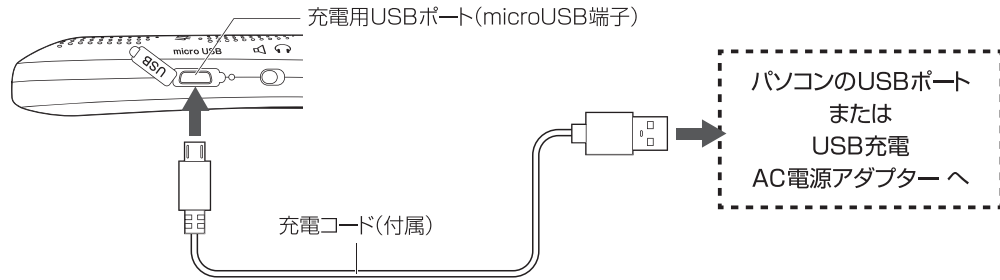 充電用USBポート(microUSB端子)
micro USB
USB
パソコンのUSBポート
または
USB充電
AC電源アダプター へ
充電コード(付属)